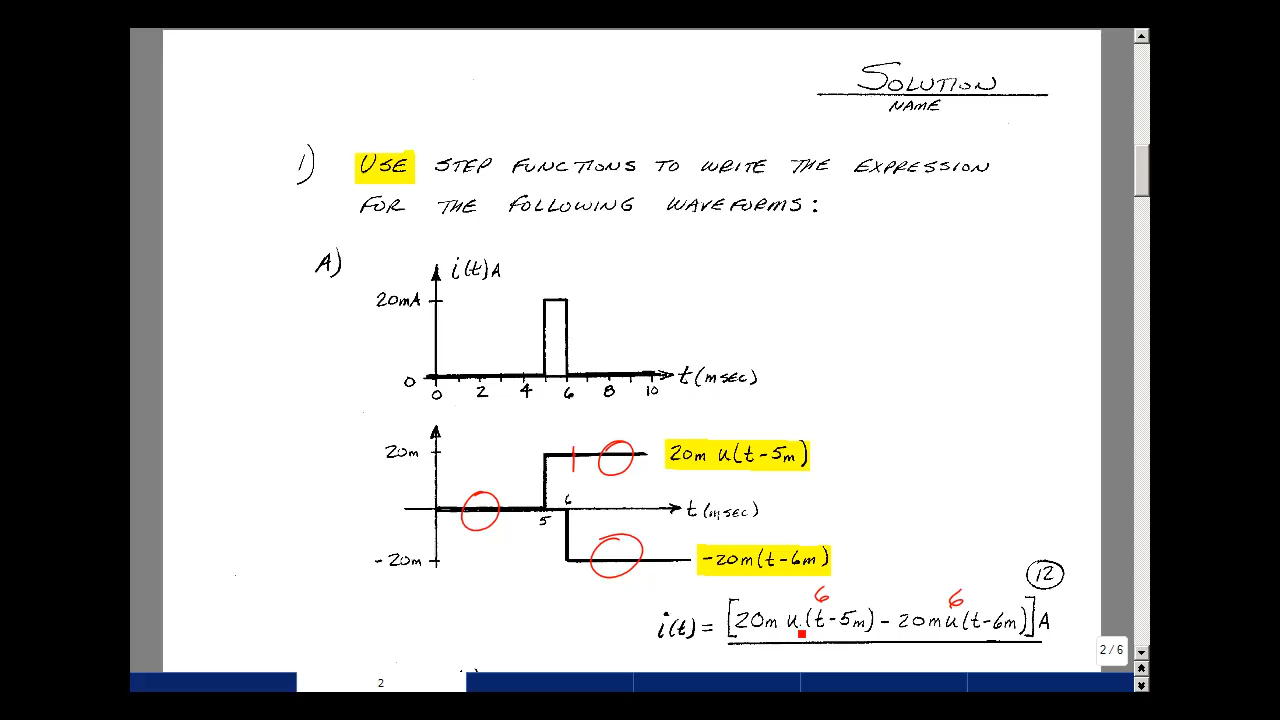 SOLUTION
NAME
1) USE STEP FUNCTIONS TO WRITE THE EXPRESSION
FOR THE FOLLOWING WAVEFORMS:
A)
i(t) A
20mA
0
0 2 4 6 8 10
t (msec)
20m
20m u(t-5m)
5 6
t (msec)
-20m
-20m(t-6m)
12
6 6
i(t) = [20m u(t-5m) - 20m u(t-6m)] A
2 / 6
2